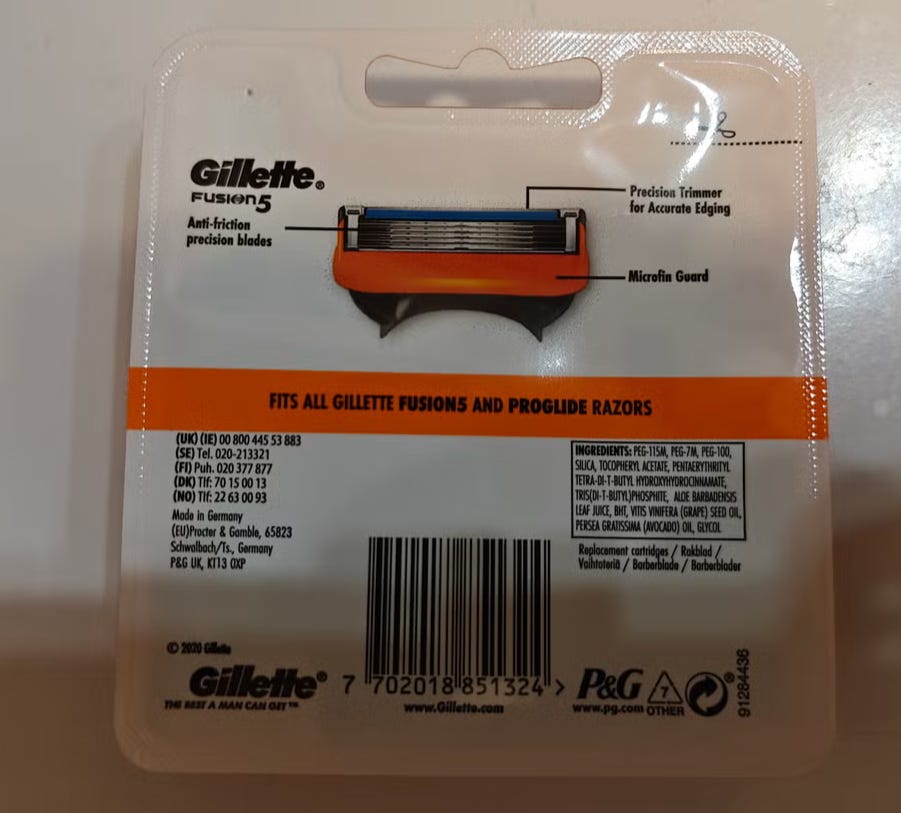 Gillette®
FUSION5
Anti-friction
precision blades
Precision Trimmer
for Accurate Edging
Microfin Guard
FITS ALL GILLETTE FUSION5 AND PROGLIDE RAZORS
(UK) (IE) 00 800 445 53 883
(SE) Tel. 020-213321
(FI) Puh. 020 377 877
(DK) Tlf: 70 15 00 13
(NO) Tlf: 22 63 00 93
Made in Germany
(EU)Procter & Gamble, 65823
Schwalbach/Ts., Germany
P&G UK, KT13 0XP
INGREDIENTS: PEG-115M, PEG-7M, PEG-100,
SILICA, TOCOPHERYL ACETATE, PENTAERYTHRITYL
TETRA-DI-T-BUTYL HYDROXYHYDROCINNAMATE,
TRIS(DI-T-BUTYL)PHOSPHITE, ALOE BARBADENSIS
LEAF JUICE, BHT, VITIS VINIFERA (GRAPE) SEED OIL,
PERSEA GRATISSIMA (AVOCADO) OIL, GLYCOL
Replacement cartridges / Rakblad /
Vaihtoteriä / Barberblade / Barberblader
© 2020 Gillette
Gillette®
THE BEST A MAN CAN GET™
7 702018 851324 >
www.Gillette.com
P&G
www.pg.com
7
OTHER
®
91284436